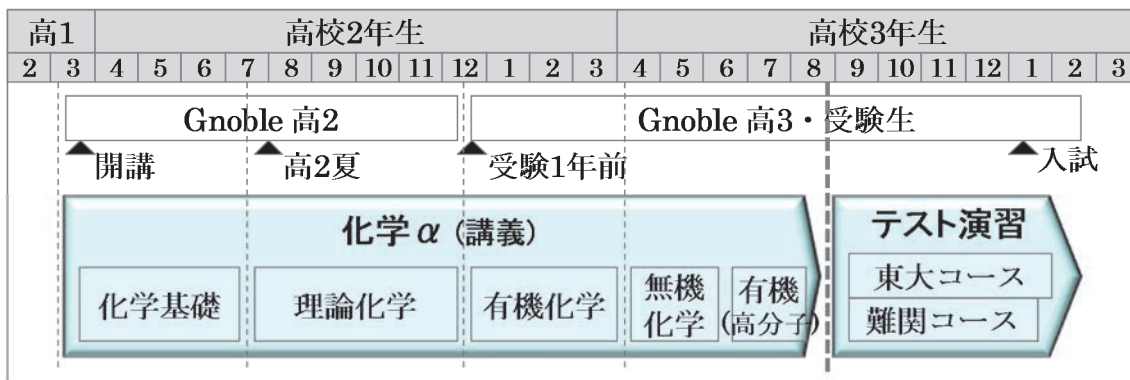 高1 高校2年生 高校3年生
2 3 4 5 6 7 8 9 10 11 12 1 2 3 4 5 6 7 8 9 10 11 12 1 2 3
Gnoble 高2 Gnoble 高3・受験生
開講 高2夏 受験1年前 入試
化学α(講義) テスト演習
化学基礎 理論化学 有機化学
無機
化学
有機
(高分子)
東大コース
難関コース